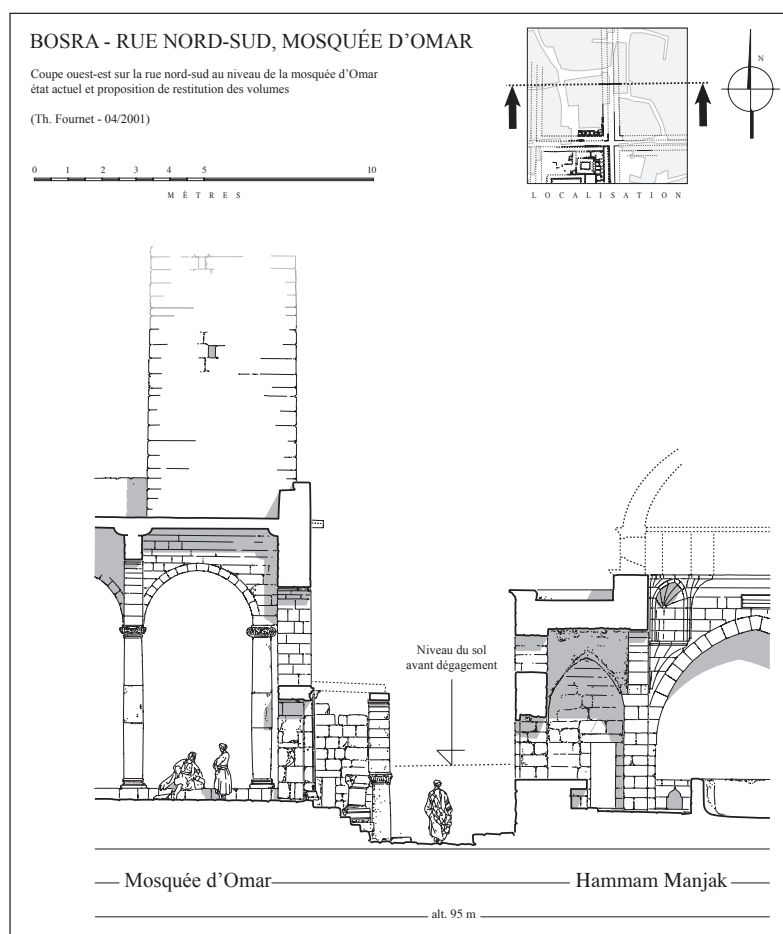 BOSRA - RUE NORD-SUD, MOSQUÉE D’OMAR
Coupe ouest-est sur la rue nord-sud au niveau de la mosquée d’Omar
état actuel et proposition de restitution des volumes
(Th. Fournet - 04/2001)
0 1 2 3 4 5 10
MÈTRES
N
LOCALISATION
Niveau du sol
avant dégagement
Mosquée d’Omar
Hammam Manjak
alt. 95 m